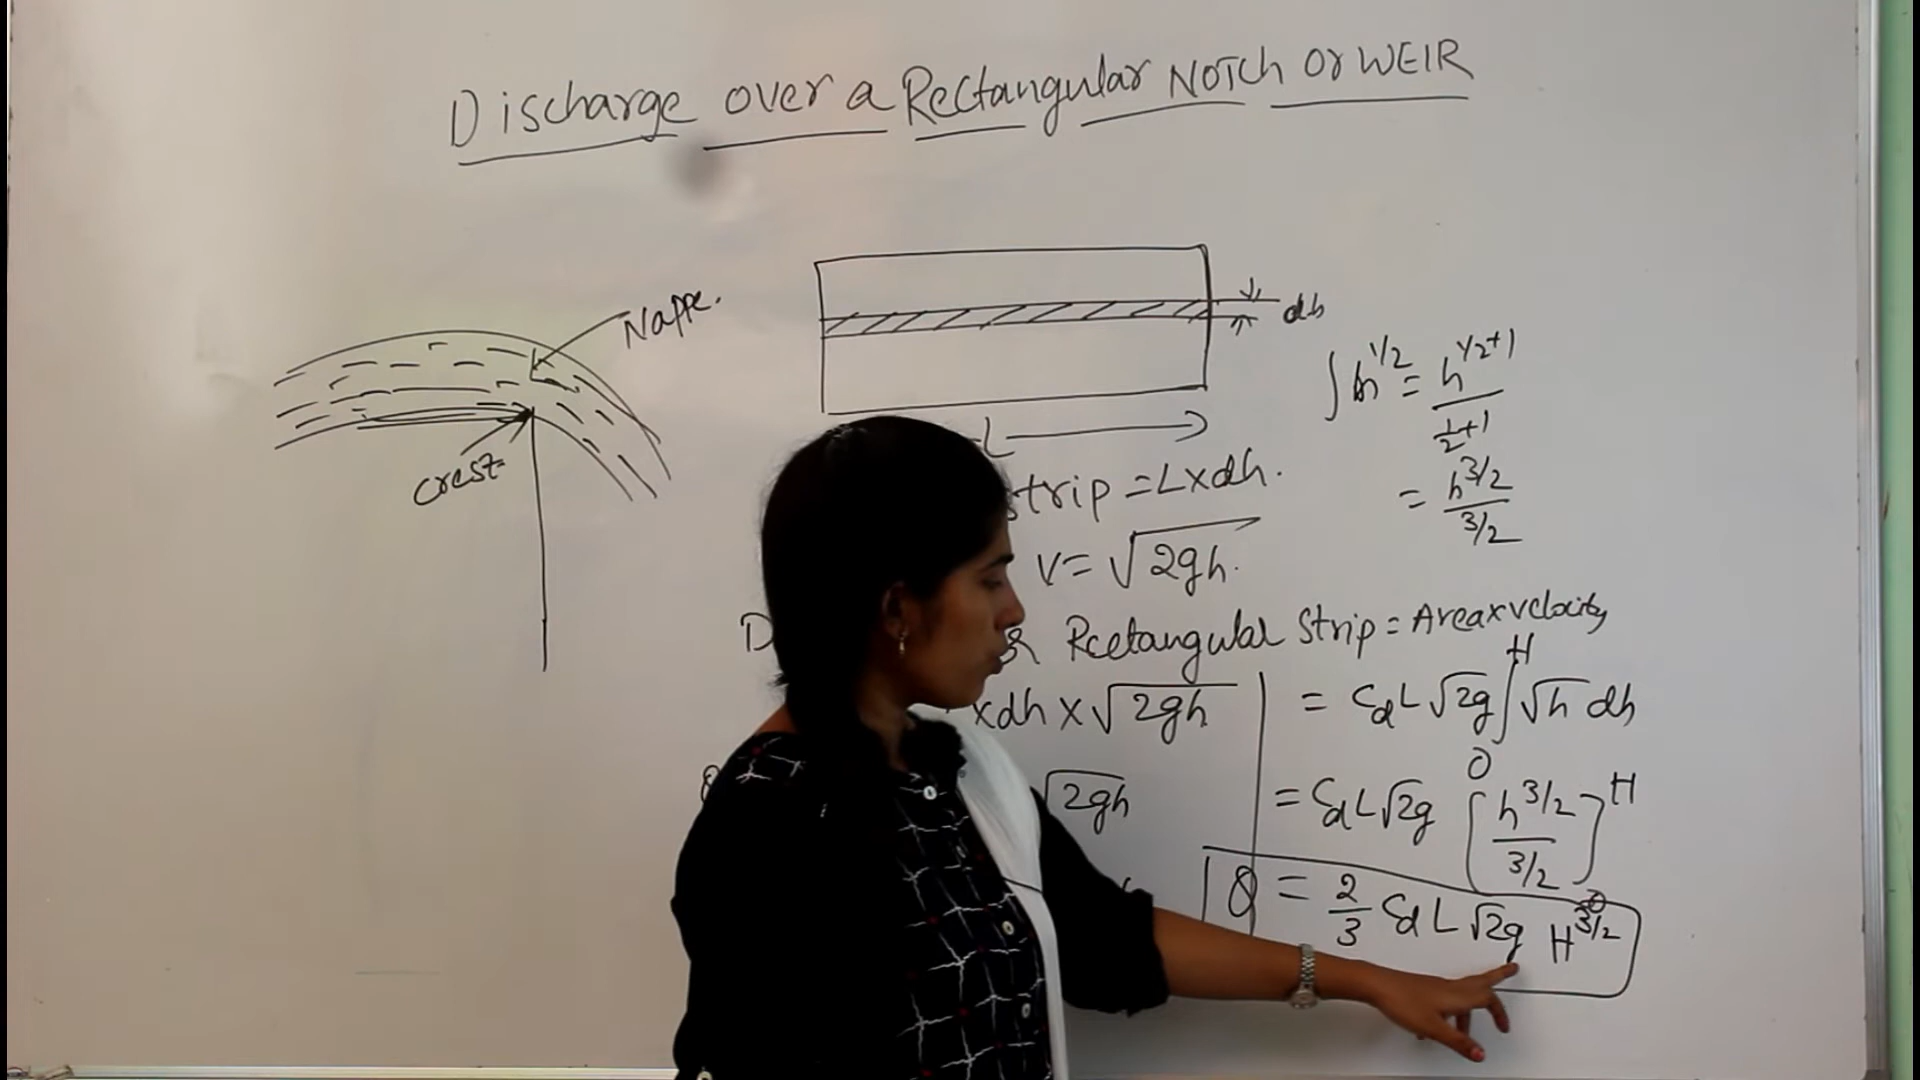 Discharge over a Rectangular NOTCH or WEIR
Nappe.
crest
dh
L
strip = L x dh.
v = √2gh.
∫h^1/2 = h^1/2+1 / 1/2+1
= h^3/2 / 3/2
Rectangular Strip = Area x velocity
x dh x √2gh
√2gh
= Cd L √2g ∫0^H √h dh
= Cd L √2g [h^3/2 / 3/2]0^H
Q = 2/3 Cd L √2g H^3/2